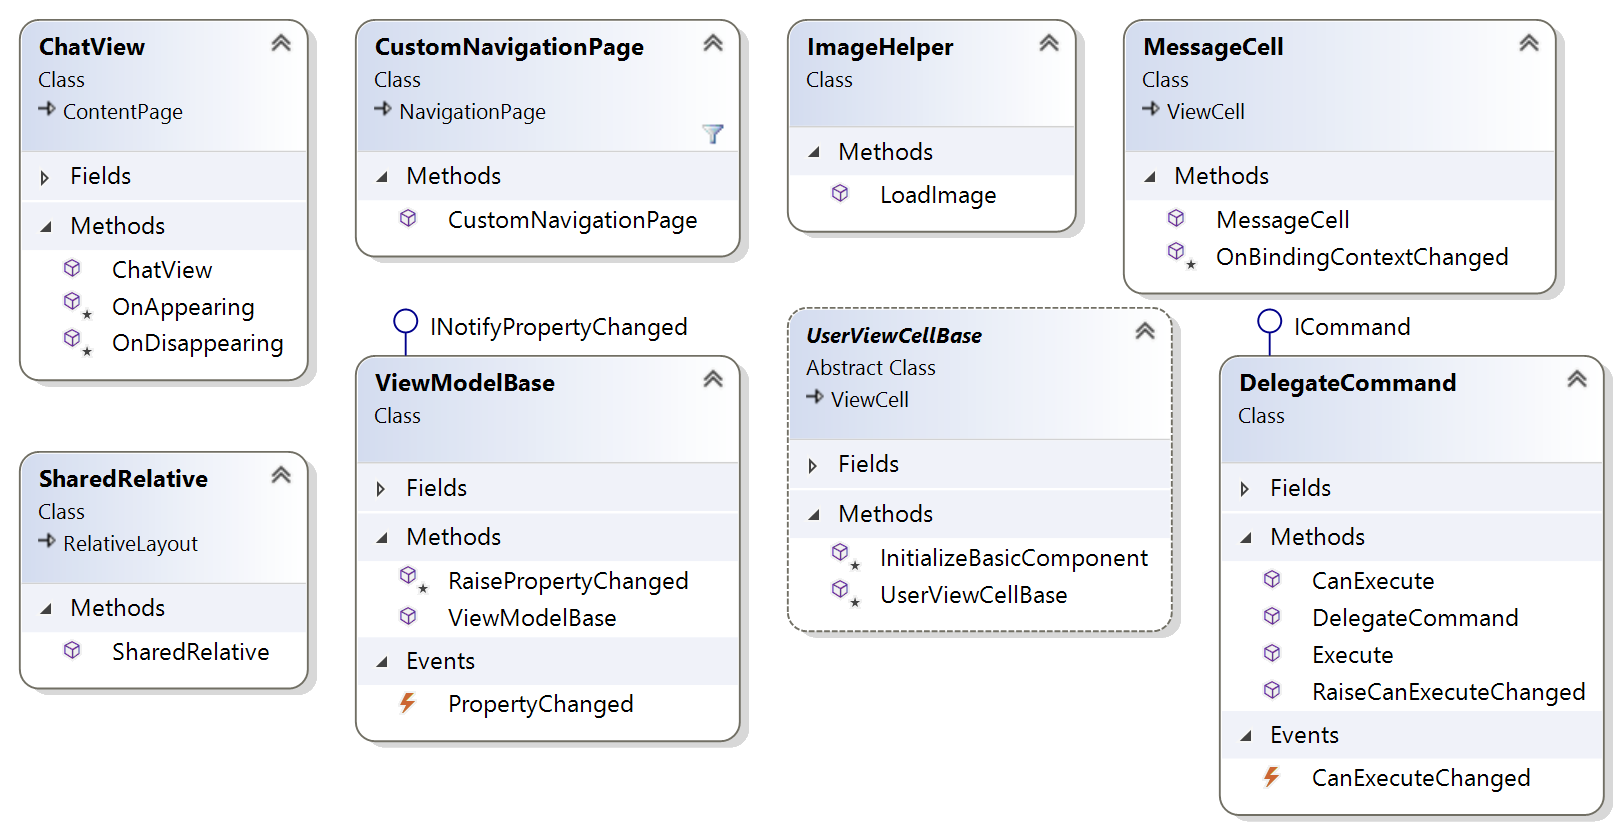 ChatView
Class
ContentPage
Fields
Methods
ChatView
OnAppearing
OnDisappearing
CustomNavigationPage
Class
NavigationPage
Methods
CustomNavigationPage
ImageHelper
Class
Methods
LoadImage
MessageCell
Class
ViewCell
Methods
MessageCell
OnBindingContextChanged
SharedRelative
Class
RelativeLayout
Methods
SharedRelative
INotifyPropertyChanged
ViewModelBase
Class
Fields
Methods
RaisePropertyChanged
ViewModelBase
Events
PropertyChanged
UserViewCellBase
Abstract Class
ViewCell
Fields
Methods
InitializeBasicComponent
UserViewCellBase
ICommand
DelegateCommand
Class
Fields
Methods
CanExecute
DelegateCommand
Execute
RaiseCanExecuteChanged
Events
CanExecuteChanged